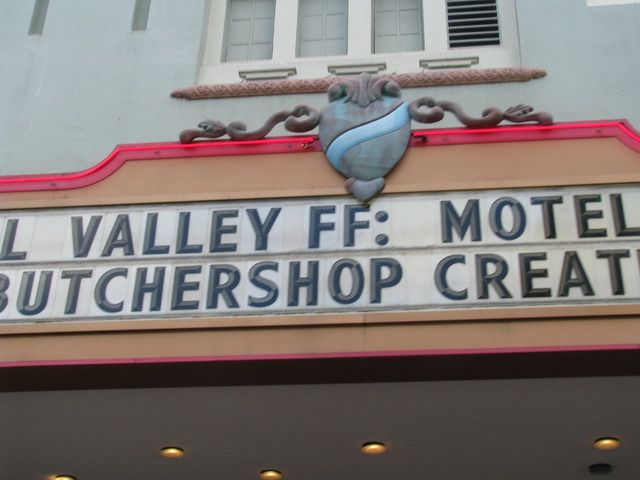 L VALLEY FF: MOTEL
BUTCHERSHOP CREAT